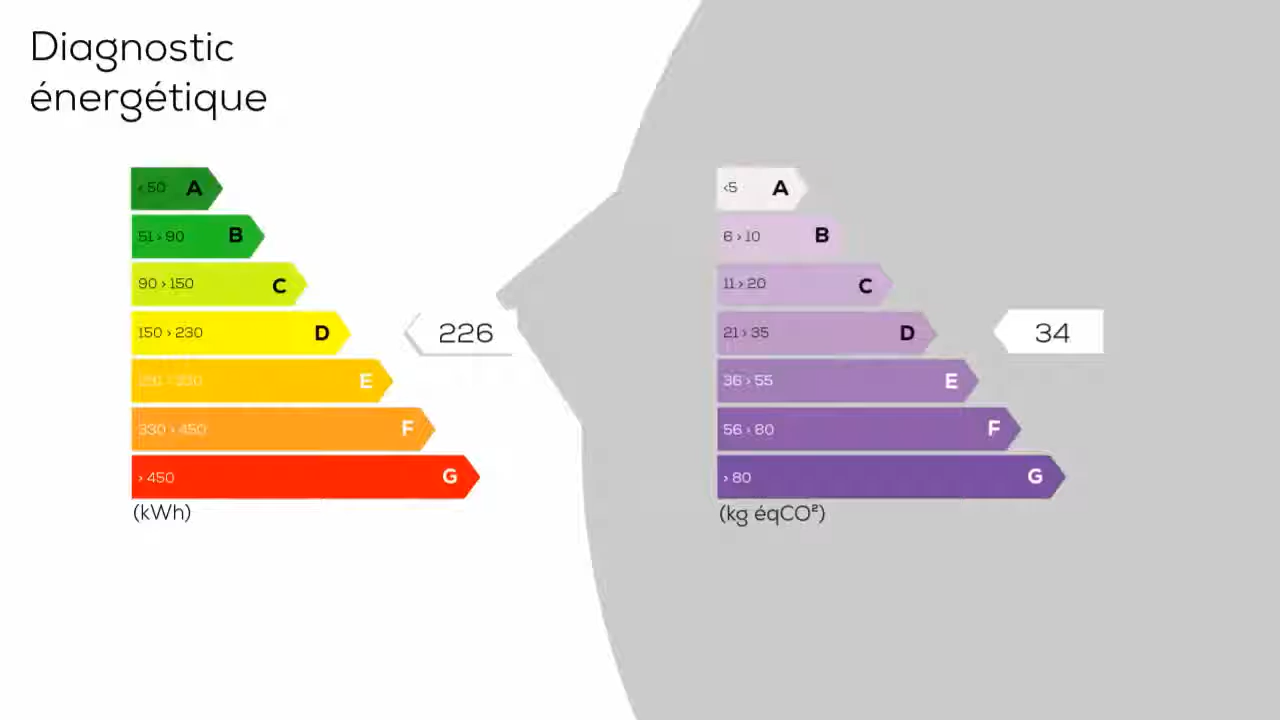 Diagnostic
énergétique
< 50 A
51 > 90 B
90 > 150 C
150 > 230 D
226
E
330 > 450 F
> 450 G
(kWh)
<5 A
6 > 10 B
11 > 20 C
21 > 35 D
34
36 > 55 E
56 > 80 F
> 80 G
(kg éqCO²)